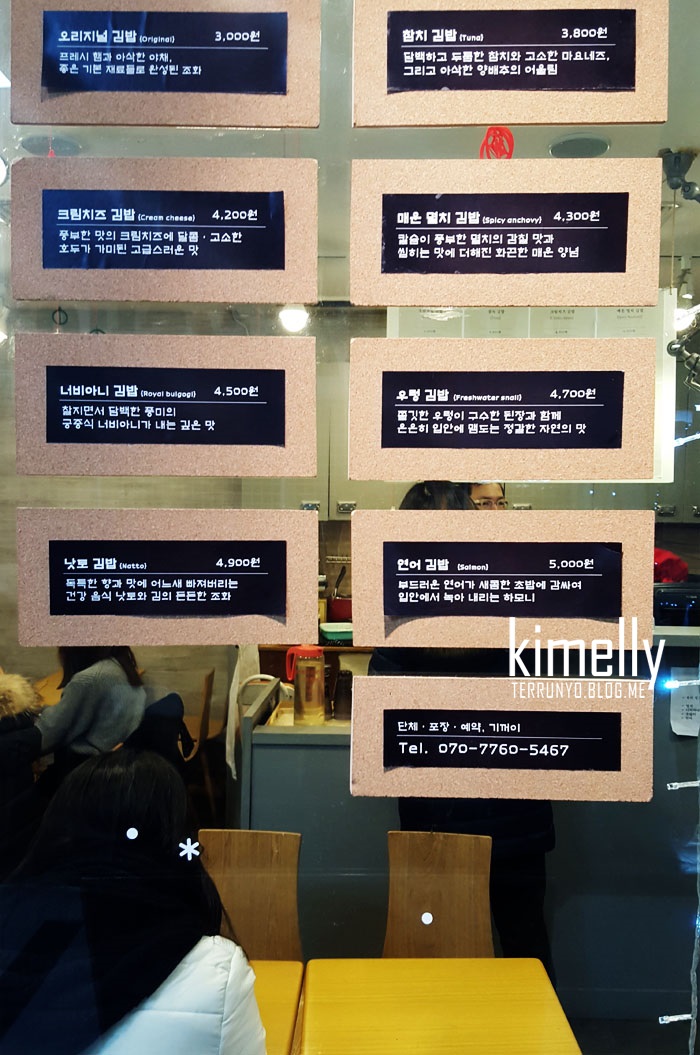 오리지널 김밥 (Original) 3,000원
프레시 햄과 아삭한 야채,
좋은 기본 재료들로 완성된 조화
참치 김밥 (Tuna) 3,800원
담백하고 두툼한 참치와 고소한 마요네즈,
그리고 아삭한 양배추의 어울림
크림치즈 김밥 (Cream cheese) 4,200원
풍부한 맛의 크림치즈에 달콤 · 고소한
호두가 가미된 고급스러운 맛
매운 멸치 김밥 (Spicy anchovy) 4,300원
칼슘이 풍부한 멸치의 감칠 맛과
씹히는 맛에 더해진 화끈한 매운 양념
너비아니 김밥 (Royal bulgogi) 4,500원
찰지면서 담백한 풍미의
궁중식 너비아니가 내는 깊은 맛
우렁 김밥 (Freshwater snail) 4,700원
쫄깃한 우렁이 구수한 된장과 함께
은은히 입안에 맴도는 정갈한 자연의 맛
낫토 김밥 (Natto) 4,900원
독특한 향과 맛에 어느새 빠져버리는
건강 음식 낫토와 김의 든든한 조화
연어 김밥 (Salmon) 5,000원
부드러운 연어가 새콤한 초밥에 감싸여
입안에서 녹아 내리는 하모니
kimelly
TERRUNYO.BLOG.ME
단체 · 포장 · 예약, 기꺼이
Tel. 070-7760-5467